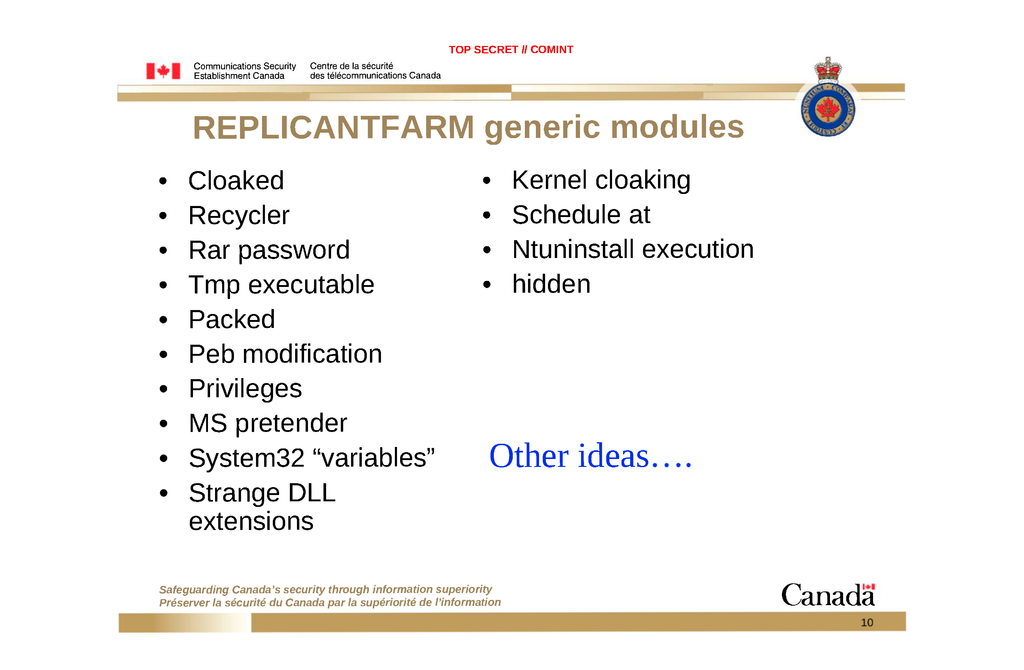 TOP SECRET // COMINT
Communications Security
Establishment Canada
Centre de la sécurité
des télécommunications Canada
REPLICANTFARM generic modules
• Cloaked
• Recycler
• Rar password
• Tmp executable
• Packed
• Peb modification
• Privileges
• MS pretender
• System32 “variables”
• Strange DLL
extensions
• Kernel cloaking
• Schedule at
• Ntuninstall execution
• hidden
Other ideas….
Safeguarding Canada’s security through information superiority
Préserver la sécurité du Canada par la supériorité de l’information
Canada
10